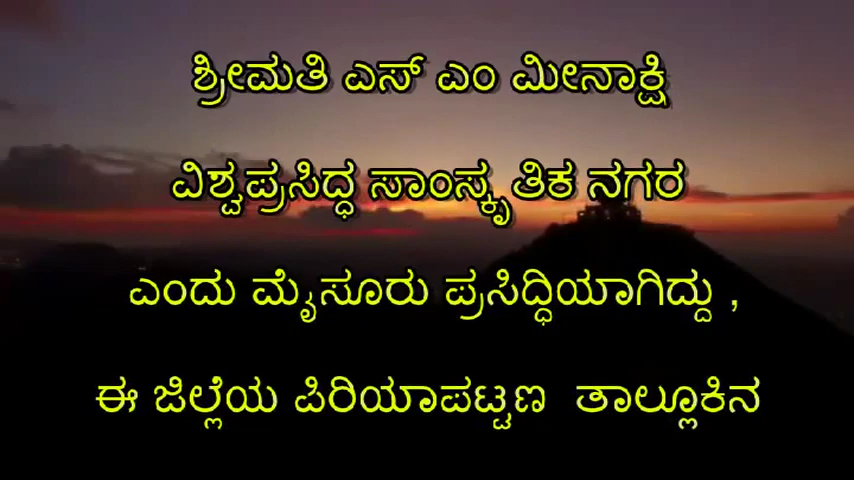 ಶ್ರೀಮತಿ ಎಸ್ ಎಂ ಮೀನಾಕ್ಷಿ
ವಿಶ್ವಪ್ರಸಿದ್ಧ ಸಾಂಸ್ಕೃತಿಕ ನಗರ
ಎಂದು ಮೈಸೂರು ಪ್ರಸಿದ್ಧಿಯಾಗಿದ್ದು ,
ಈ ಜಿಲ್ಲೆಯ ಪಿರಿಯಾಪಟ್ಟಣ ತಾಲ್ಲೂಕಿನ